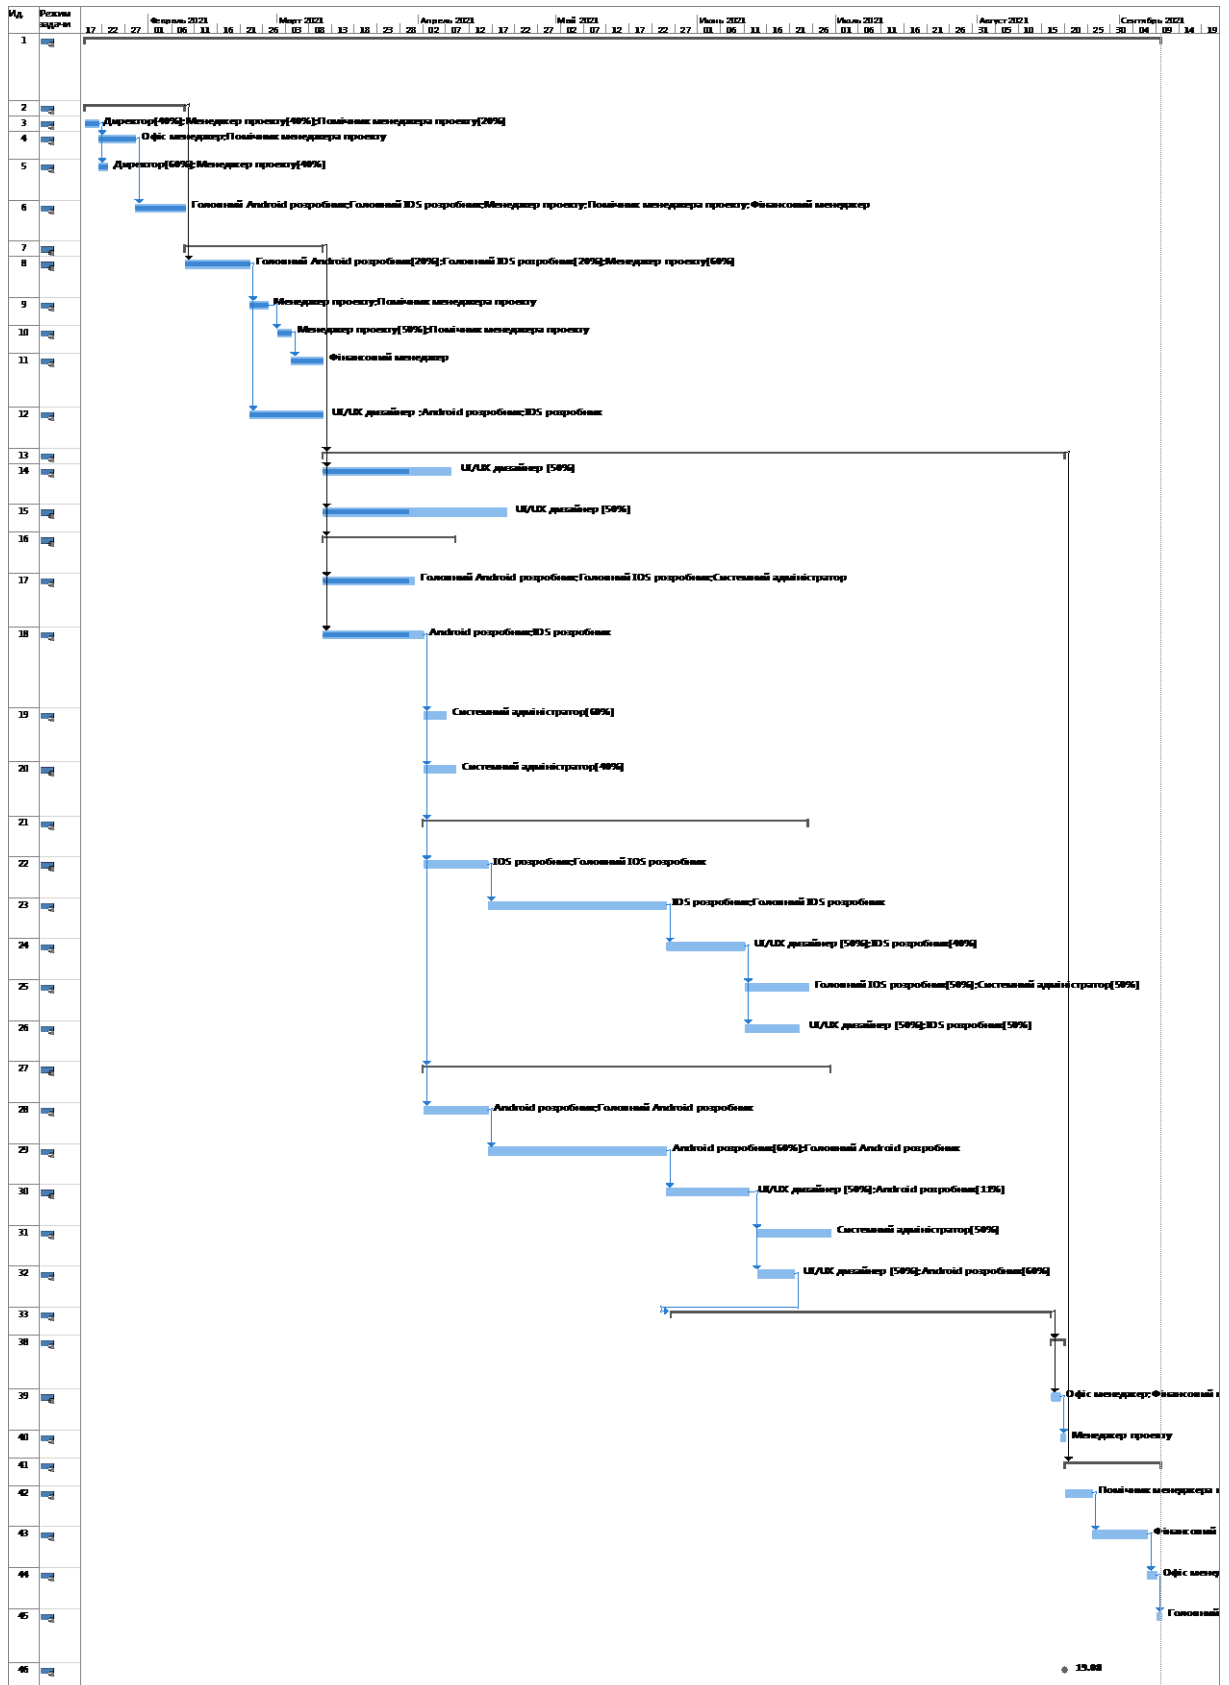 Ид.
Режим задачи
Февраль 2021 Март 2021 Апрель 2021 Май 2021 Июнь 2021 Июль 2021 Август 2021 Сентябрь 2021
17 22 27 01 06 11 16 21 26 03 08 13 18 23 28 02 07 12 17 22 27 02 07 12 17 22 27 01 06 11 16 21 26 01 06 11 16 21 26 31 05 10 15 20 25 30 04 09 14 19
1
2
3 Директор[40%];Менеджер проекту[40%];Помічник менеджера проекту[20%]
4 Офіс менеджер;Помічник менеджера проекту
5 Директор[60%];Менеджер проекту[40%]
6 Головний Android розробник;Головний IOS розробник;Менеджер проекту;Помічник менеджера проекту;Фінансовий менеджер
7
8 Головний Android розробник[20%];Головний IOS розробник[20%];Менеджер проекту[60%]
9 Менеджер проекту;Помічник менеджера проекту
10 Менеджер проекту[50%];Помічник менеджера проекту
11 Фінансовий менеджер
12 UI/UX дизайнер ;Android розробник;IOS розробник
13
14 UI/UX дизайнер [50%]
15 UI/UX дизайнер [50%]
16
17 Головний Android розробник;Головний IOS розробник;Системний адміністратор
18 Android розробник;IOS розробник
19 Системний адміністратор[60%]
20 Системний адміністратор[40%]
21
22 IOS розробник;Головний IOS розробник
23 IOS розробник;Головний IOS розробник
24 UI/UX дизайнер [50%];IOS розробник[40%]
25 Головний IOS розробник[50%];Системний адміністратор[50%]
26 UI/UX дизайнер [50%];IOS розробник[50%]
27
28 Android розробник;Головний Android розробник
29 Android розробник[60%];Головний Android розробник
30 UI/UX дизайнер [50%];Android розробник[11%]
31 Системний адміністратор[50%]
32 UI/UX дизайнер [50%];Android розробник[60%]
33
38
39 Офіс менеджер;Фінансовий
40 Менеджер проекту
41
42 Помічник менеджера
43 Фінансовий
44 Офіс
45 Головний
46 19.08